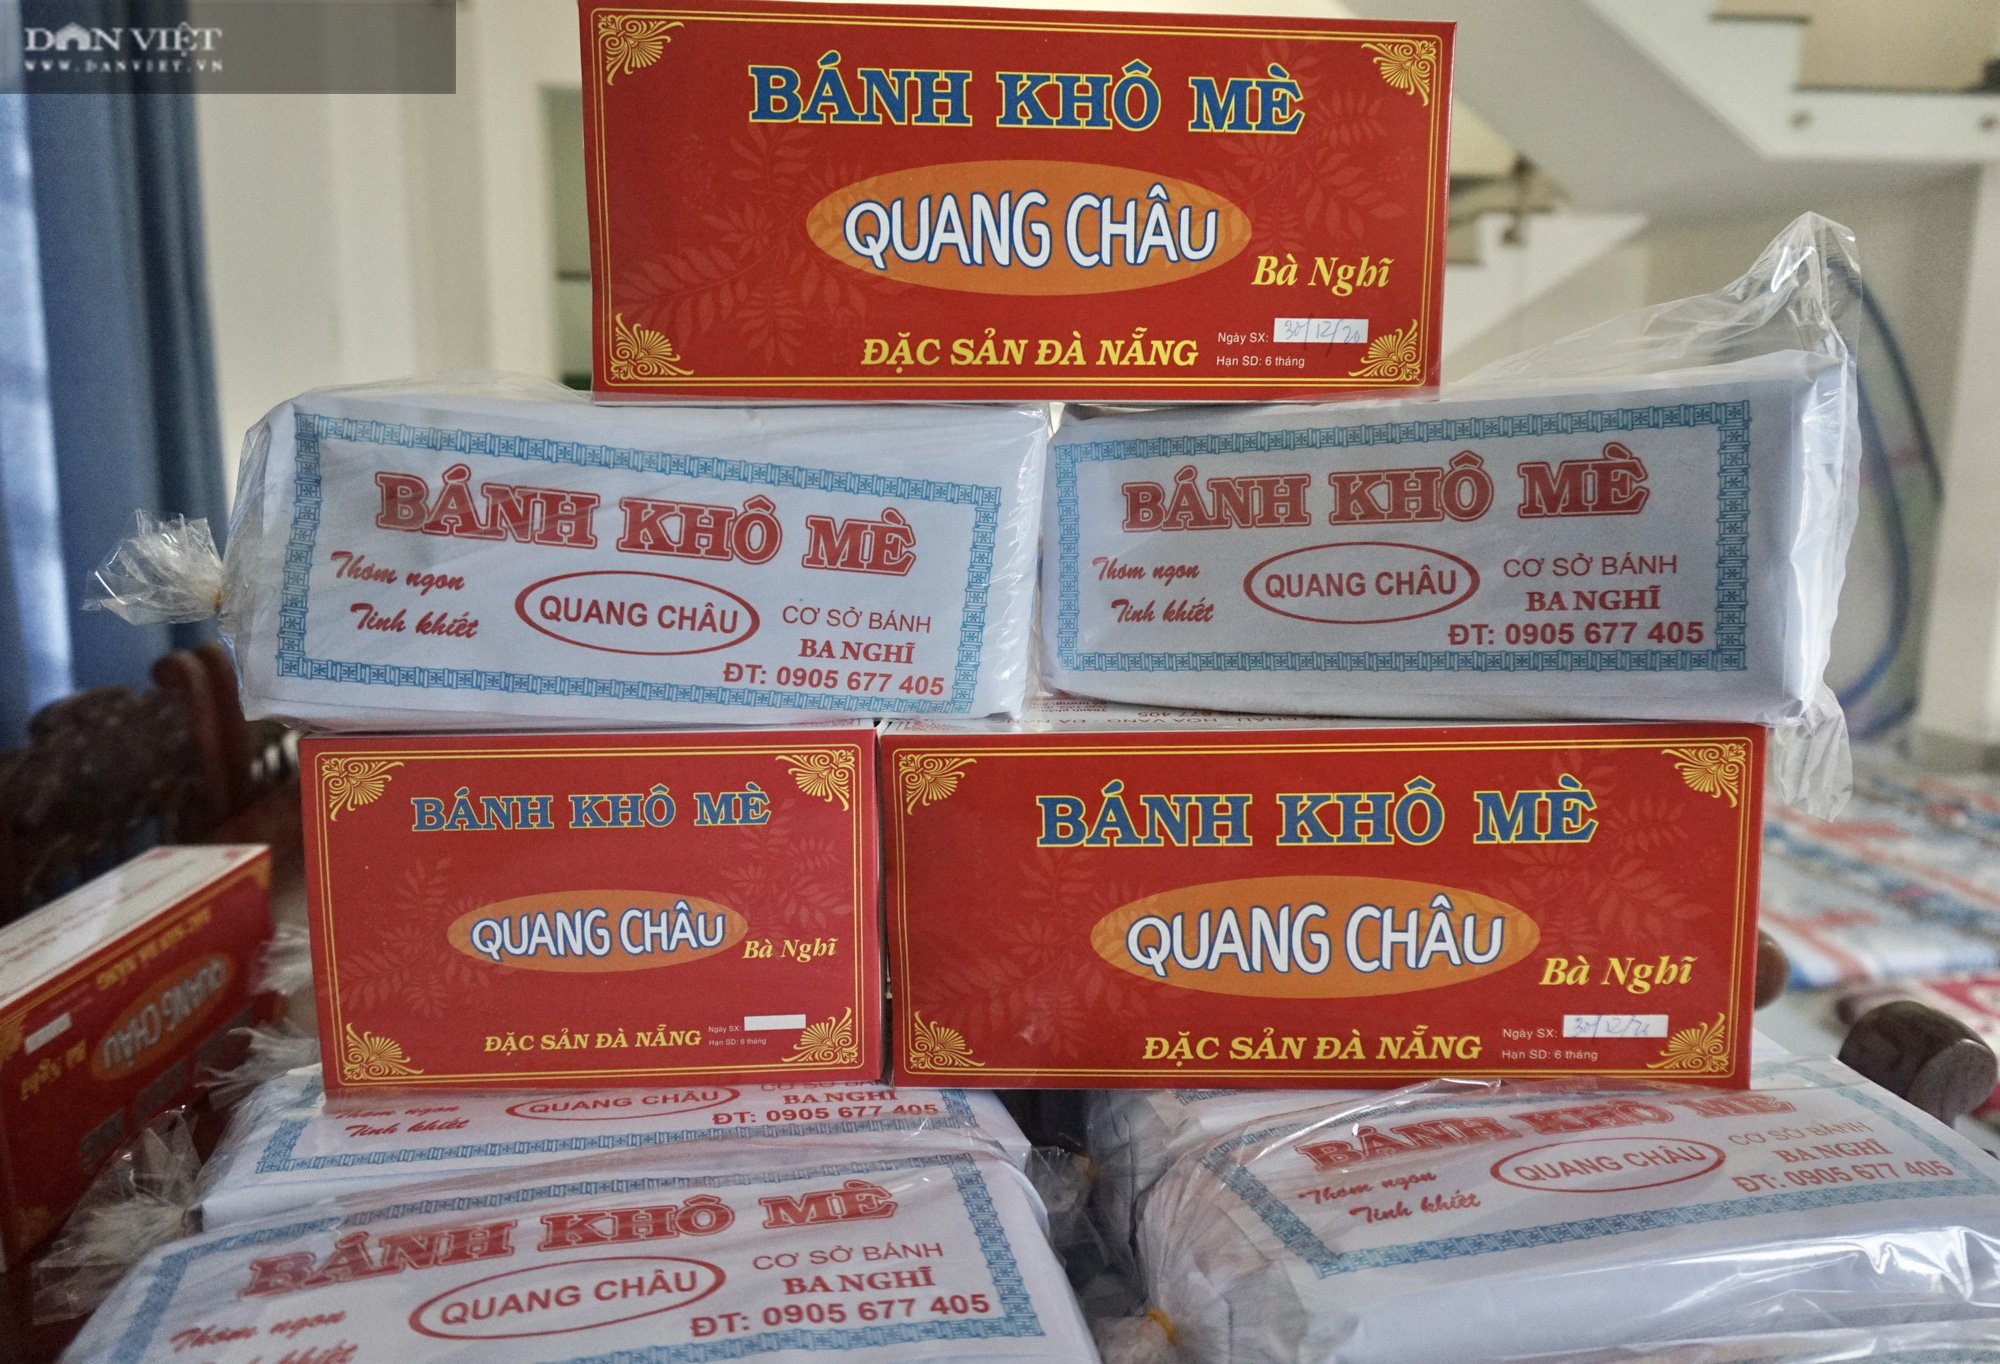 DÂN VIỆT
WWW.DANVIET.VN
BÁNH KHÔ MÈ
QUANG CHÂU
Bà Nghĩ
ĐẶC SẢN ĐÀ NẴNG
Ngày SX: 30/12/20
Hạn SD: 6 tháng
BÁNH KHÔ MÈ
Thơm ngon
Tinh khiết
QUANG CHÂU
CƠ SỞ BÁNH
BA NGHĨ
ĐT: 0905 677 405
BÁNH KHÔ MÈ
Thơm ngon
Tinh khiết
QUANG CHÂU
CƠ SỞ BÁNH
BA NGHĨ
ĐT: 0905 677 405
BÁNH KHÔ MÈ
QUANG CHÂU
Bà Nghĩ
ĐẶC SẢN ĐÀ NẴNG
Ngày SX:
Hạn SD: 6 tháng
BÁNH KHÔ MÈ
QUANG CHÂU
Bà Nghĩ
ĐẶC SẢN ĐÀ NẴNG
Ngày SX: 30/12/20
Hạn SD: 6 tháng
QUANG CHÂU
Bà Nghĩ
ĐẶC SẢN ĐÀ NẴNG
Thơm ngon
Tinh khiết
QUANG CHÂU
CƠ SỞ BÁNH
ĐT: 0905 677 405
BÁNH KHÔ MÈ
Thơm ngon
Tinh khiết
QUANG CHÂU
CƠ SỞ BÁNH
BA NGHĨ
ĐT: 0905 677 405
BÁNH KHÔ MÈ
Thơm ngon
Tinh khiết
QUANG CHÂU
CƠ SỞ BÁNH
BA NGHĨ
ĐT: 0905 677 405